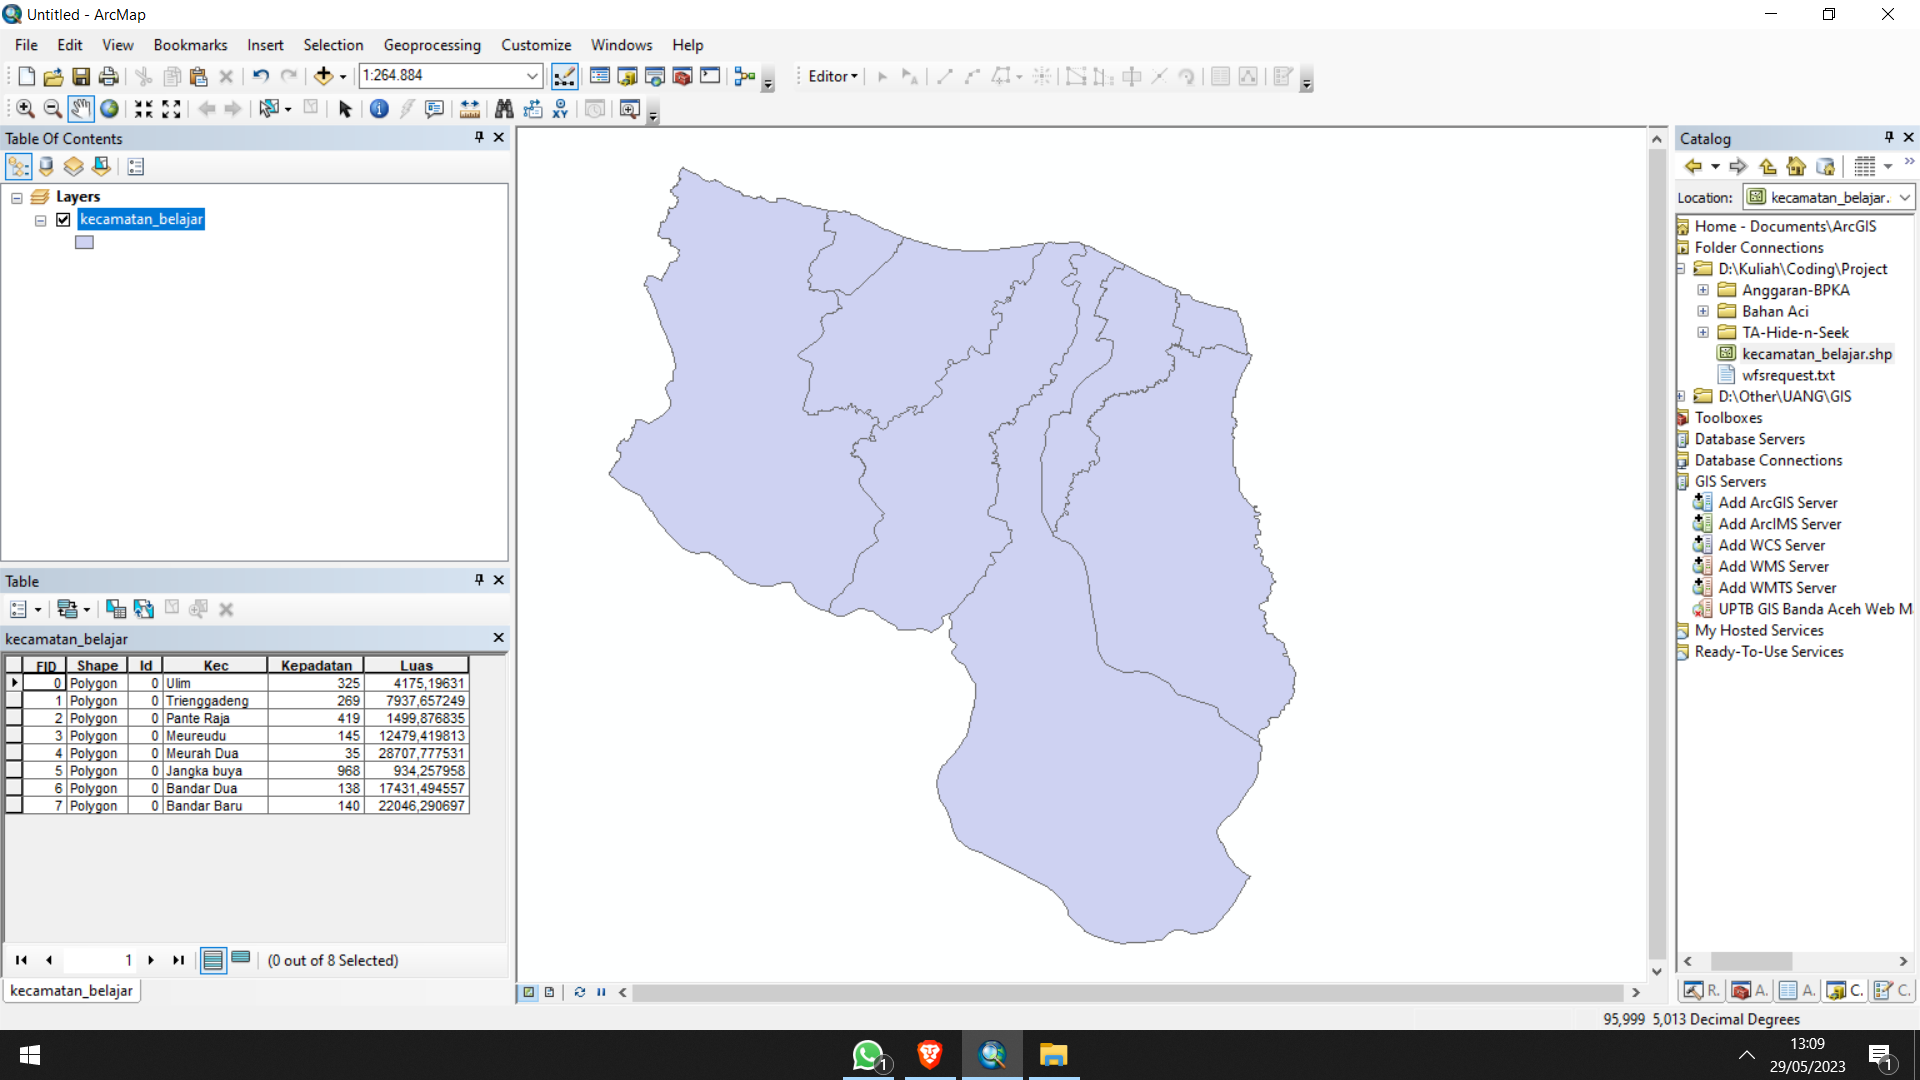 Untitled - ArcMap
File Edit View Bookmarks Insert Selection Geoprocessing Customize Windows Help
1:264.884
Editor
Table Of Contents
Layers
kecamatan_belajar
Table
kecamatan_belajar
FID Shape Id Kec Kepadatan Luas
0 Polygon 0 Ulim 325 4175,19631
1 Polygon 0 Trienggadeng 269 7937,657249
2 Polygon 0 Pante Raja 419 1499,876835
3 Polygon 0 Meureudu 145 12479,419813
4 Polygon 0 Meurah Dua 35 28707,777531
5 Polygon 0 Jangka buya 968 934,257958
6 Polygon 0 Bandar Dua 138 17431,494557
7 Polygon 0 Bandar Baru 140 22046,290697
1
(0 out of 8 Selected)
kecamatan_belajar
Catalog
Location: kecamatan_belajar.
Home - Documents\ArcGIS
Folder Connections
D:\Kuliah\Coding\Project
Anggaran-BPKA
Bahan Aci
TA-Hide-n-Seek
kecamatan_belajar.shp
wfsrequest.txt
D:\Other\UANG\GIS
Toolboxes
Database Servers
Database Connections
GIS Servers
Add ArcGIS Server
Add ArcIMS Server
Add WCS Server
Add WMS Server
Add WMTS Server
UPTB GIS Banda Aceh Web M
My Hosted Services
Ready-To-Use Services
R. A. A. C. C.
95,999 5,013 Decimal Degrees
1
13:09
29/05/2023
1